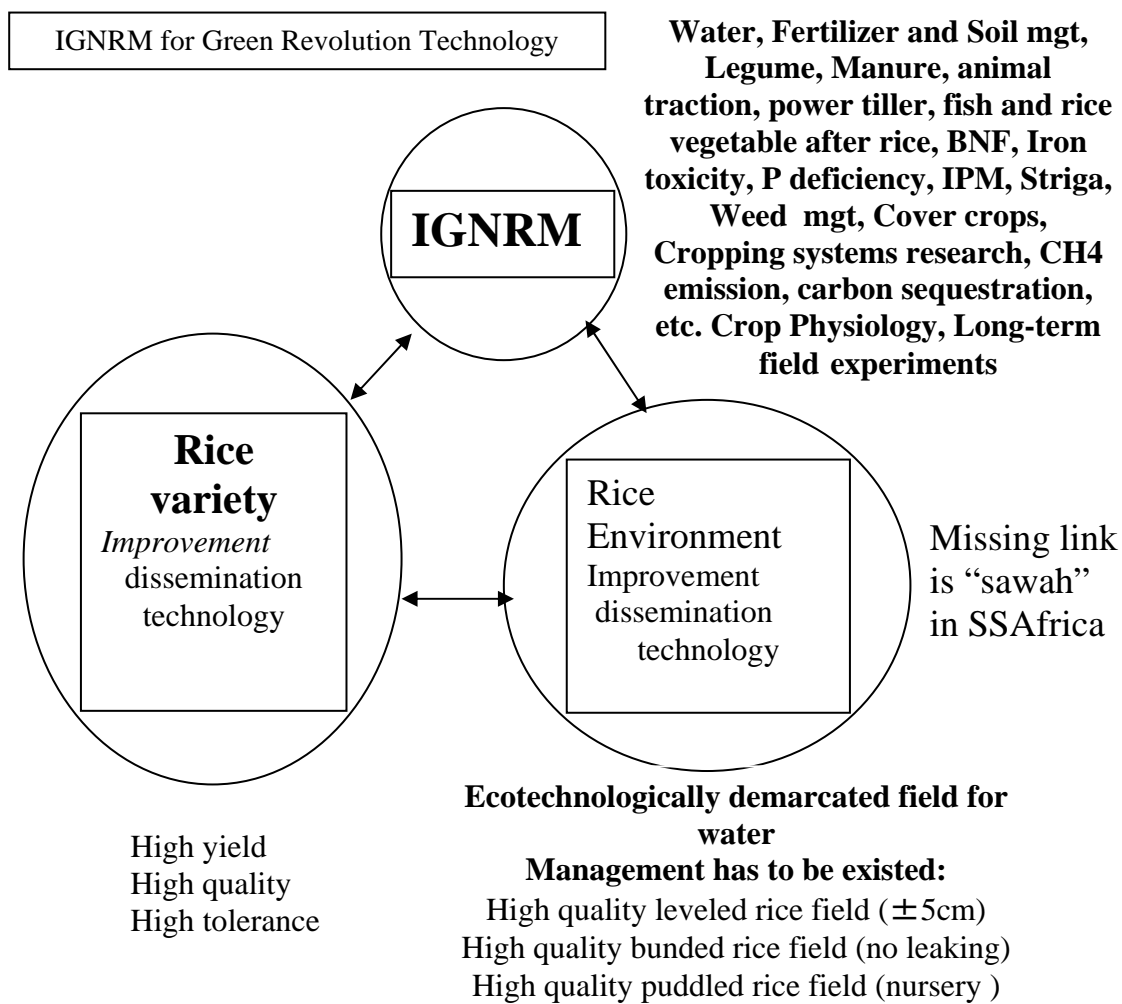 IGNRM for Green Revolution Technology
Water, Fertilizer and Soil mgt,
Legume, Manure, animal
traction, power tiller, fish and rice
vegetable after rice, BNF, Iron
toxicity, P deficiency, IPM, Striga,
Weed mgt, Cover crops,
Cropping systems research, CH4
emission, carbon sequestration,
etc. Crop Physiology, Long-term
field experiments
IGNRM
Rice
variety
Improvement
dissemination
technology
Rice
Environment
Improvement
dissemination
technology
Missing link
is “sawah”
in SSAfrica
High yield
High quality
High tolerance
Ecotechnologically demarcated field for
water
Management has to be existed:
High quality leveled rice field (±5cm)
High quality bunded rice field (no leaking)
High quality puddled rice field (nursery )